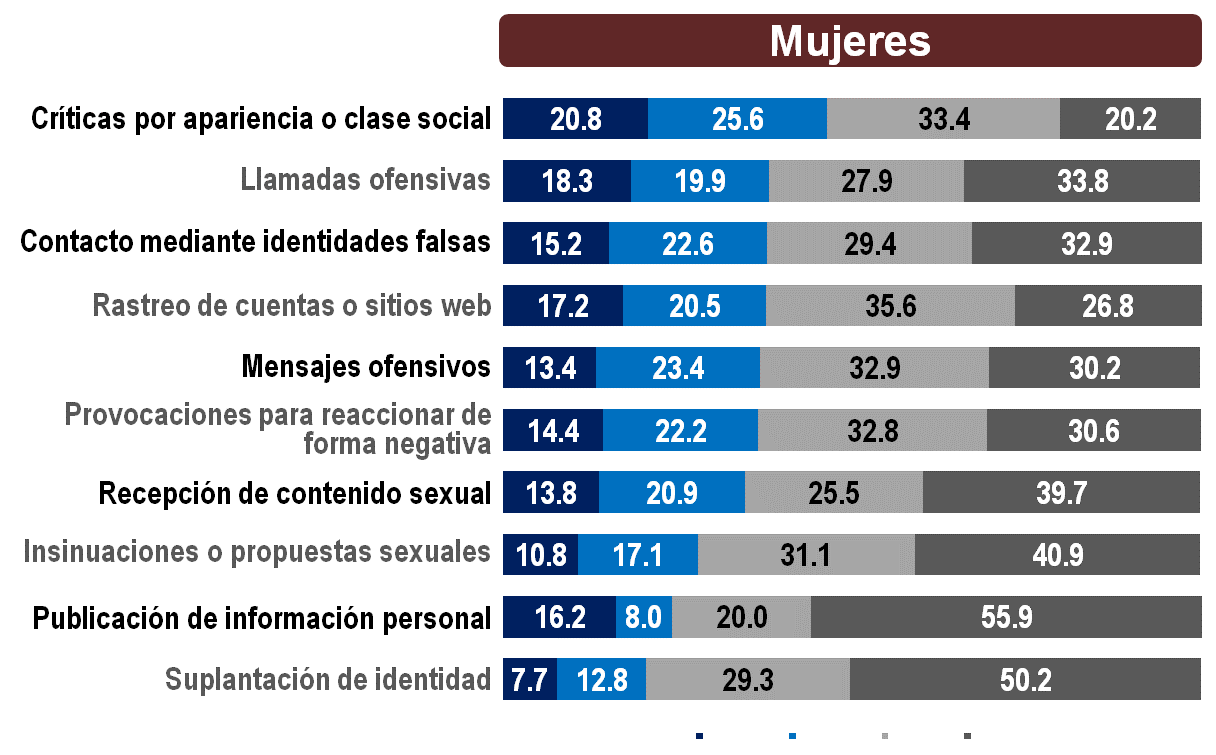 Mujeres
Críticas por apariencia o clase social 20.8 25.6 33.4 20.2
Llamadas ofensivas 18.3 19.9 27.9 33.8
Contacto mediante identidades falsas 15.2 22.6 29.4 32.9
Rastreo de cuentas o sitios web 17.2 20.5 35.6 26.8
Mensajes ofensivos 13.4 23.4 32.9 30.2
Provocaciones para reaccionar de
forma negativa 14.4 22.2 32.8 30.6
Recepción de contenido sexual 13.8 20.9 25.5 39.7
Insinuaciones o propuestas sexuales 10.8 17.1 31.1 40.9
Publicación de información personal 16.2 8.0 20.0 55.9
Suplantación de identidad 7.7 12.8 29.3 50.2